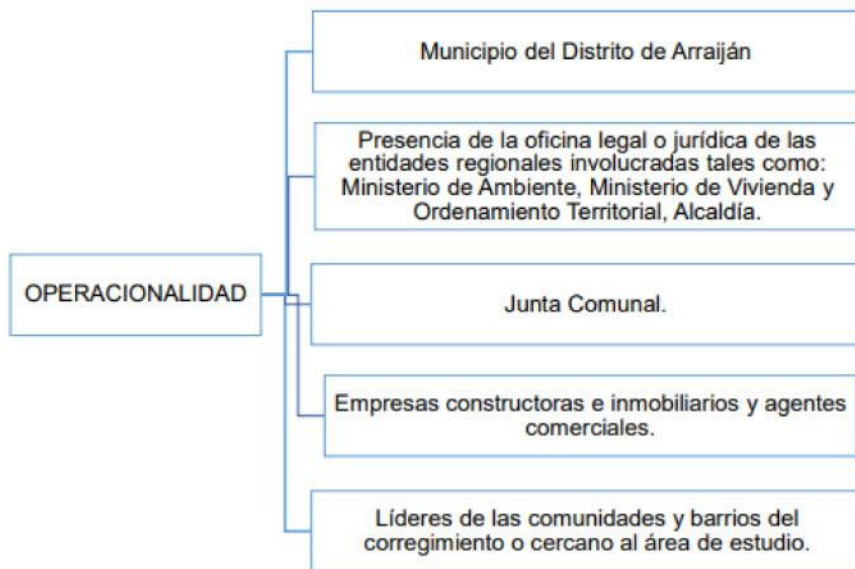 Municipio del Distrito de Arraiján
Presencia de la oficina legal o jurídica de las
entidades regionales involucradas tales como:
Ministerio de Ambiente, Ministerio de Vivienda y
Ordenamiento Territorial, Alcaldía.
OPERACIONALIDAD
Junta Comunal.
Empresas constructoras e inmobiliarios y agentes
comerciales.
Líderes de las comunidades y barrios del
corregimiento o cercano al área de estudio.